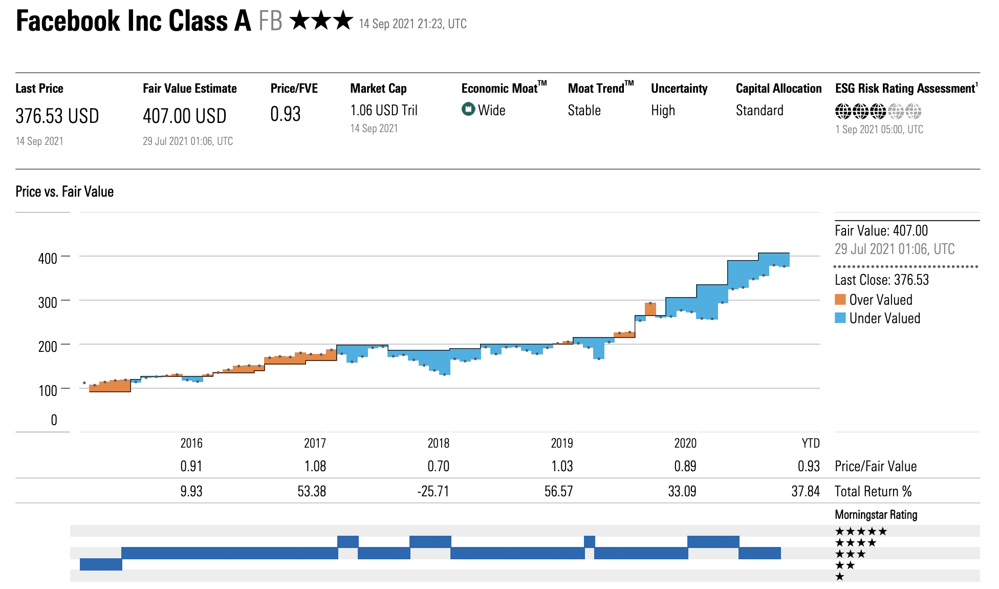 Facebook Inc Class A FB ★★★ 14 Sep 2021 21:23, UTC
Last Price Fair Value Estimate Price/FVE Market Cap Economic Moat™ Moat Trend™ Uncertainty Capital Allocation ESG Risk Rating Assessment¹
376.53 USD 407.00 USD 0.93 1.06 USD Tril Wide Stable High Standard
14 Sep 2021 29 Jul 2021 01:06, UTC 14 Sep 2021 1 Sep 2021 05:00, UTC
Price vs. Fair Value
400
300
200
100
0
Fair Value: 407.00
29 Jul 2021 01:06, UTC
Last Close: 376.53
Over Valued
Under Valued
2016 2017 2018 2019 2020 YTD
0.91 1.08 0.70 1.03 0.89 0.93 Price/Fair Value
9.93 53.38 -25.71 56.57 33.09 37.84 Total Return %
Morningstar Rating
★★★★★
★★★★
★★★
★★
★